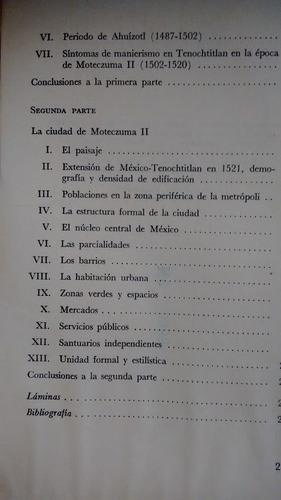 VI. Periodo de Ahuízotl (1487-1502) . . . . . . . . . . . . .
VII. Síntomas de manierismo en Tenochtitlan en la época
de Moteczuma II (1502-1520) . . . . . . . . . . . . .
Conclusiones a la primera parte . . . . . . . . . . . . . . . . . .
SEGUNDA PARTE
La ciudad de Moteczuma II
I. El paisaje . . . . . . . . . . . . . . . . . . . . . . . . .
II. Extensión de México-Tenochtitlan en 1521, demo-
grafía y densidad de edificación . . . . . . . . . . . .
III. Poblaciones en la zona periférica de la metrópoli . .
IV. La estructura formal de la ciudad . . . . . . . . . . .
V. El núcleo central de México . . . . . . . . . . . . . .
VI. Las parcialidades . . . . . . . . . . . . . . . . . . . .
VII. Los barrios . . . . . . . . . . . . . . . . . . . . . . .
VIII. La habitación urbana . . . . . . . . . . . . . . . . .
IX. Zonas verdes y espacios . . . . . . . . . . . . . . . .
X. Mercados . . . . . . . . . . . . . . . . . . . . . . . .
XI. Servicios públicos . . . . . . . . . . . . . . . . . . .
XII. Santuarios independientes . . . . . . . . . . . . . . .
XIII. Unidad formal y estilística . . . . . . . . . . . . . .
Conclusiones a la segunda parte . . . . . . . . . . . . . . . . . .
Láminas . . . . . . . . . . . . . . . . . . . . . . . . . . . . . 2
Bibliografía . . . . . . . . . . . . . . . . . . . . . . . . . . . 2
2